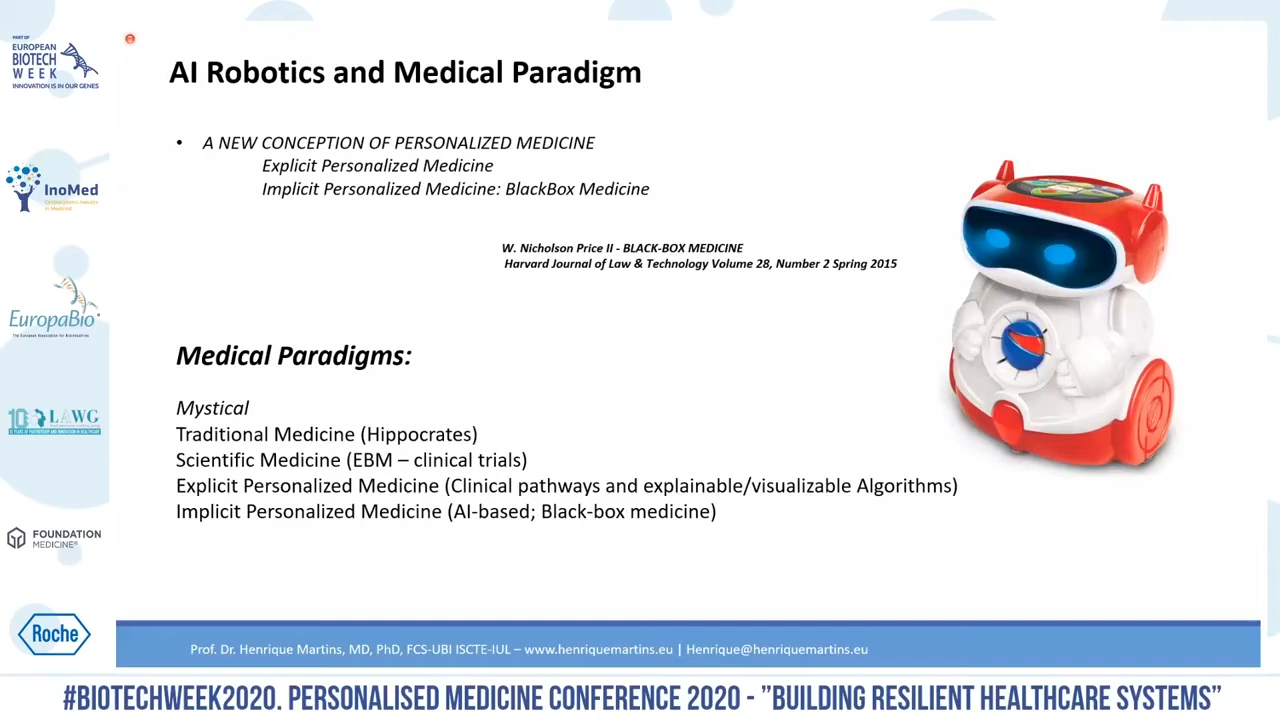 PART OF
EUROPEAN
BIOTECH
WEEK
INNOVATION IS IN OUR GENES
InoMed
EuropaBio
10 LAWG
FOUNDATION
MEDICINE
Roche
AI Robotics and Medical Paradigm
• A NEW CONCEPTION OF PERSONALIZED MEDICINE
Explicit Personalized Medicine
Implicit Personalized Medicine: BlackBox Medicine
W. Nicholson Price II - BLACK-BOX MEDICINE
Harvard Journal of Law & Technology Volume 28, Number 2 Spring 2015
Medical Paradigms:
Mystical
Traditional Medicine (Hippocrates)
Scientific Medicine (EBM – clinical trials)
Explicit Personalized Medicine (Clinical pathways and explainable/visualizable Algorithms)
Implicit Personalized Medicine (AI-based; Black-box medicine)
Prof. Dr. Henrique Martins, MD, PhD, FCS-UBI ISCTE-IUL – www.henriquemartins.eu | Henrique@henriquemartins.eu
#BIOTECHWEEK2020. PERSONALISED MEDICINE CONFERENCE 2020 - "BUILDING RESILIENT HEALTHCARE SYSTEMS"